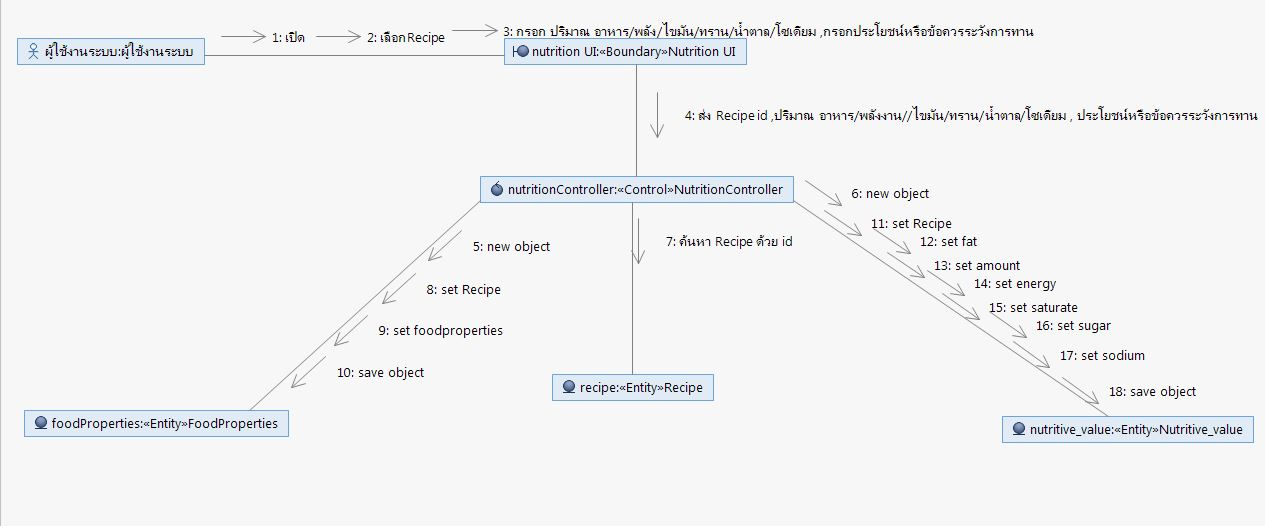 1: เปิด
2: เลือก Recipe
3: กรอก ปริมาณ อาหาร/พลัง/ไขมัน/ทราน/น้ำตาล/โซเดียม ,กรอกประโยชน์หรือข้อควรระวังการทาน
ผู้ใช้งานระบบ:ผู้ใช้งานระบบ
nutrition UI:«Boundary»Nutrition UI
4: ส่ง Recipe id ,ปริมาณ อาหาร/พลังงาน//ไขมัน/ทราน/น้ำตาล/โซเดียม , ประโยชน์หรือข้อควรระวังการทาน
nutritionController:«Control»NutritionController
6: new object
11: set Recipe
5: new object
7: ค้นหา Recipe ด้วย id
12: set fat
13: set amount
14: set energy
8: set Recipe
15: set saturate
16: set sugar
9: set foodproperties
17: set sodium
10: save object
recipe:«Entity»Recipe
18: save object
foodProperties:«Entity»FoodProperties
nutritive_value:«Entity»Nutritive_value